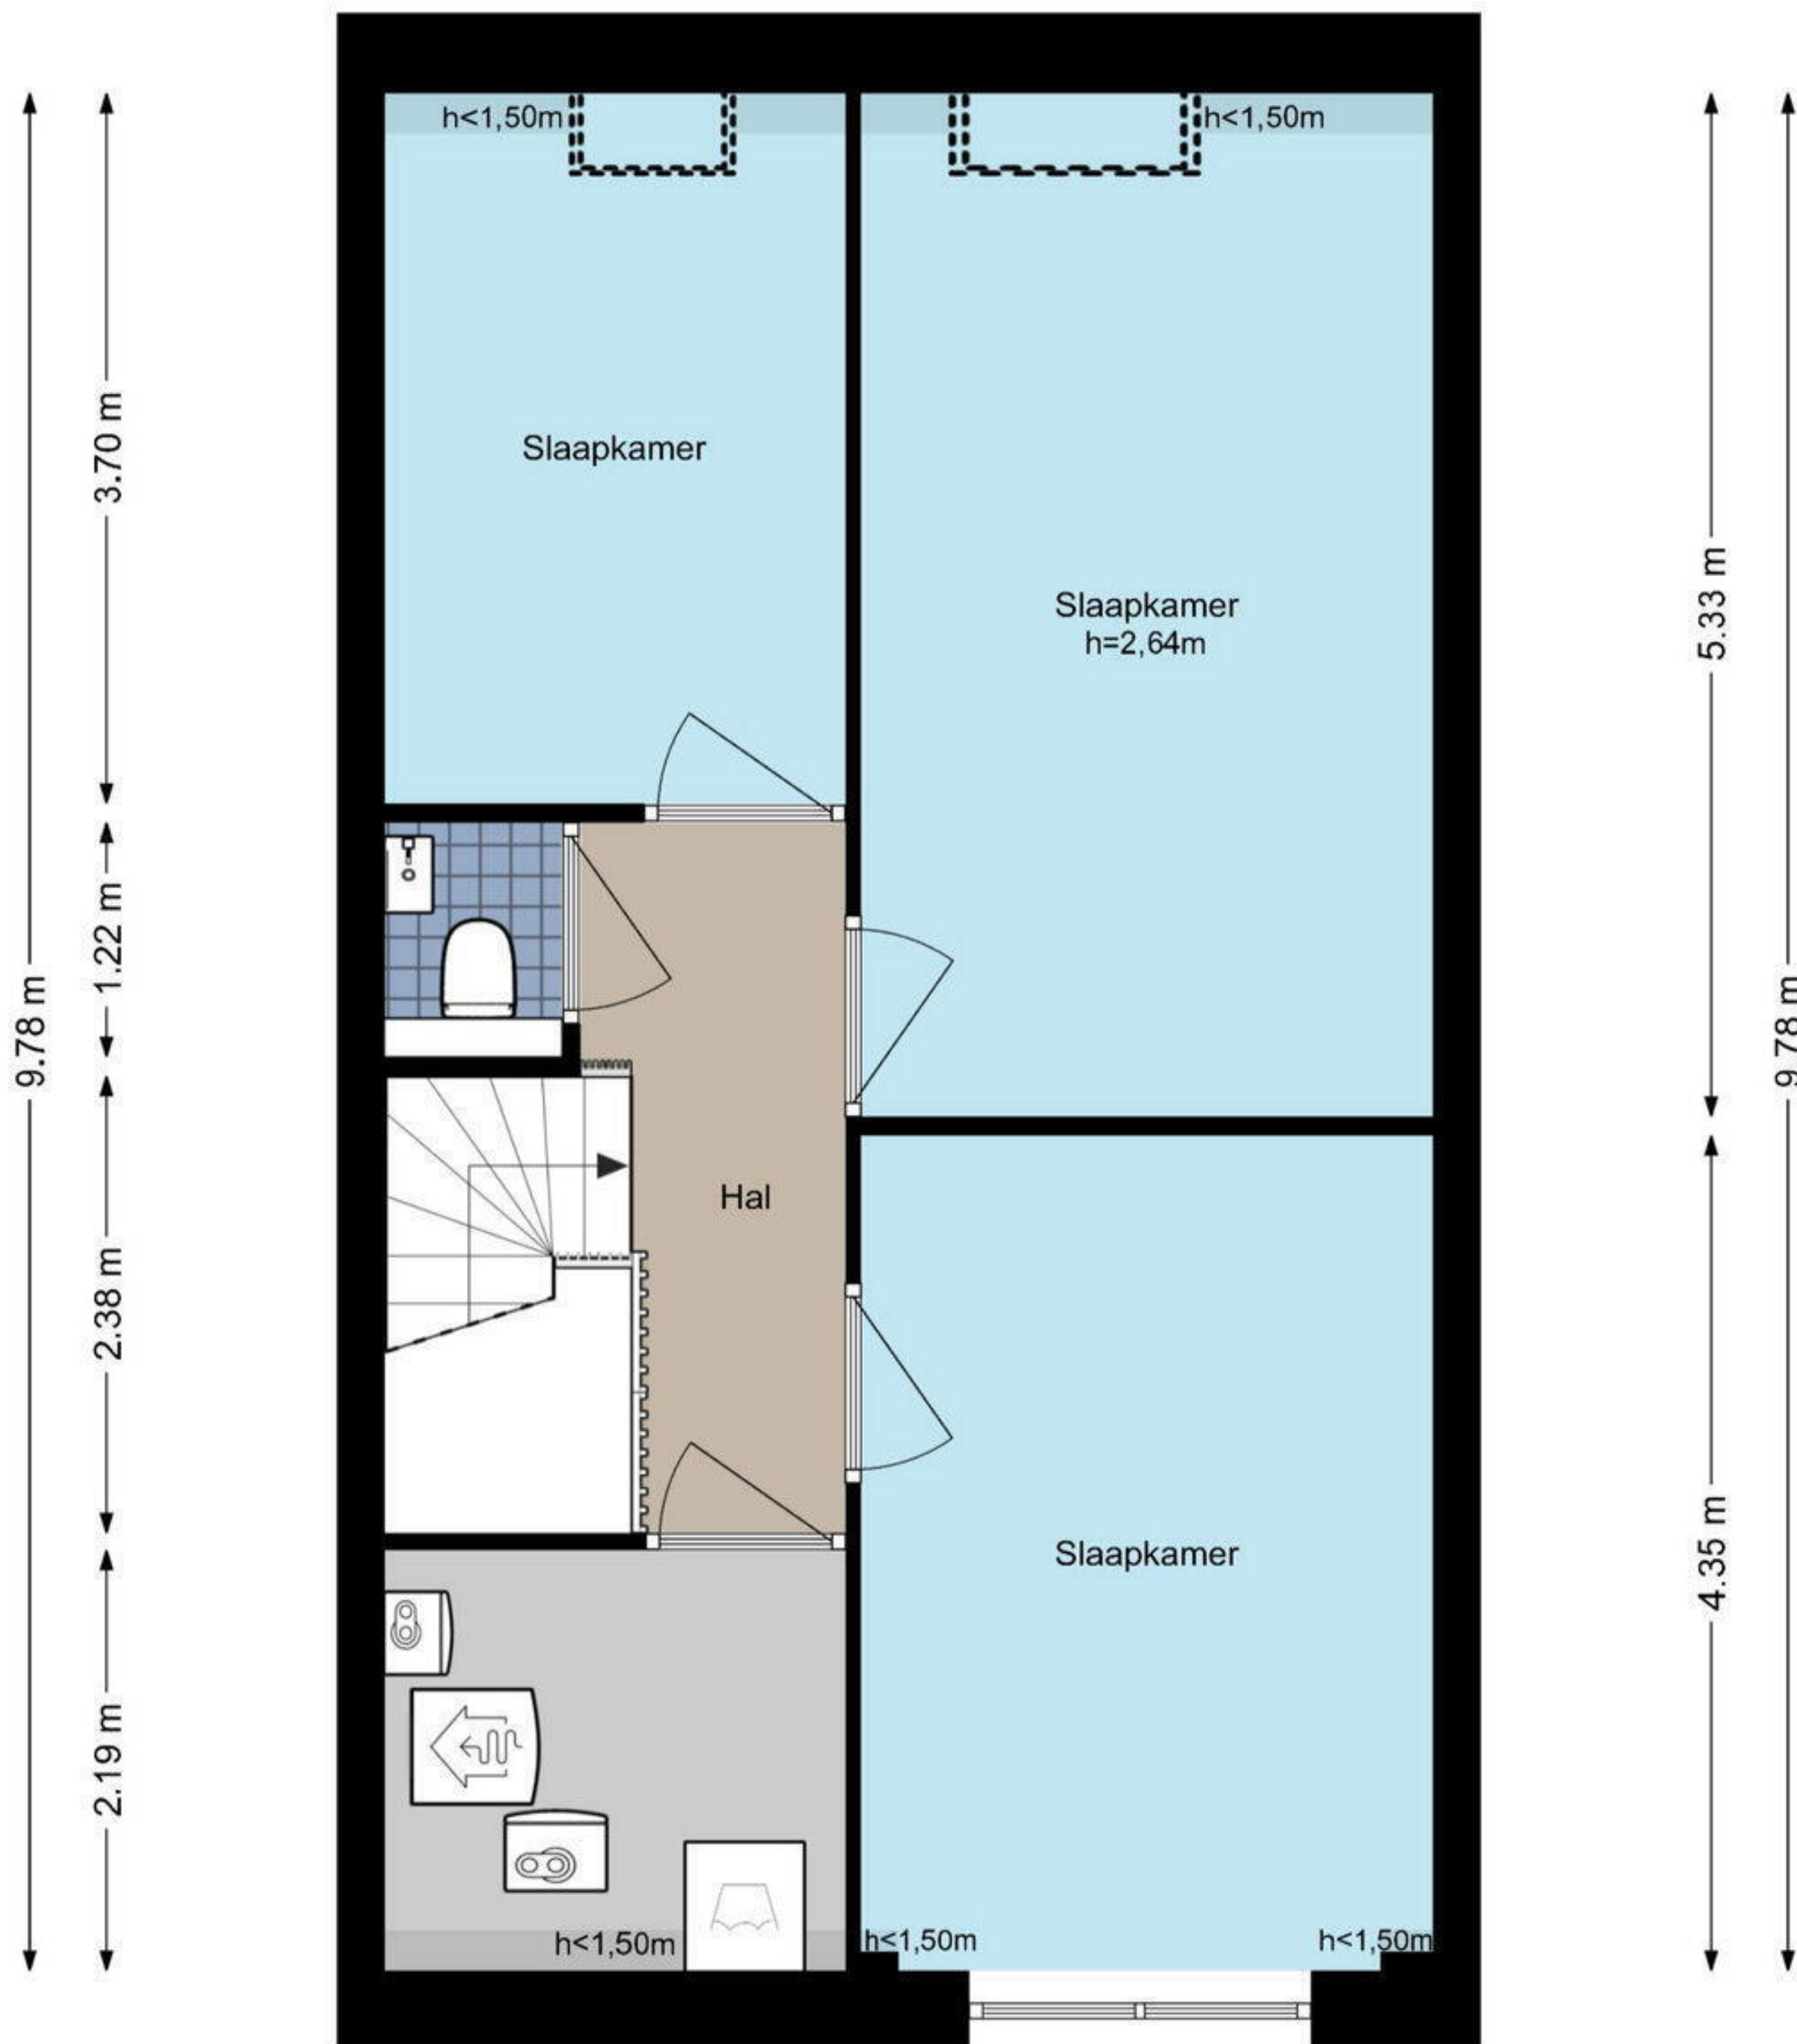 h<1,50m
h<1,50m
Slaapkamer
3.70 m
Slaapkamer
h=2,64m
5.33 m
1.22 m
9.78 m
9.78 m
Hal
2.38 m
Slaapkamer
4.35 m
2.19 m
h<1,50m
h<1,50m
h<1,50m